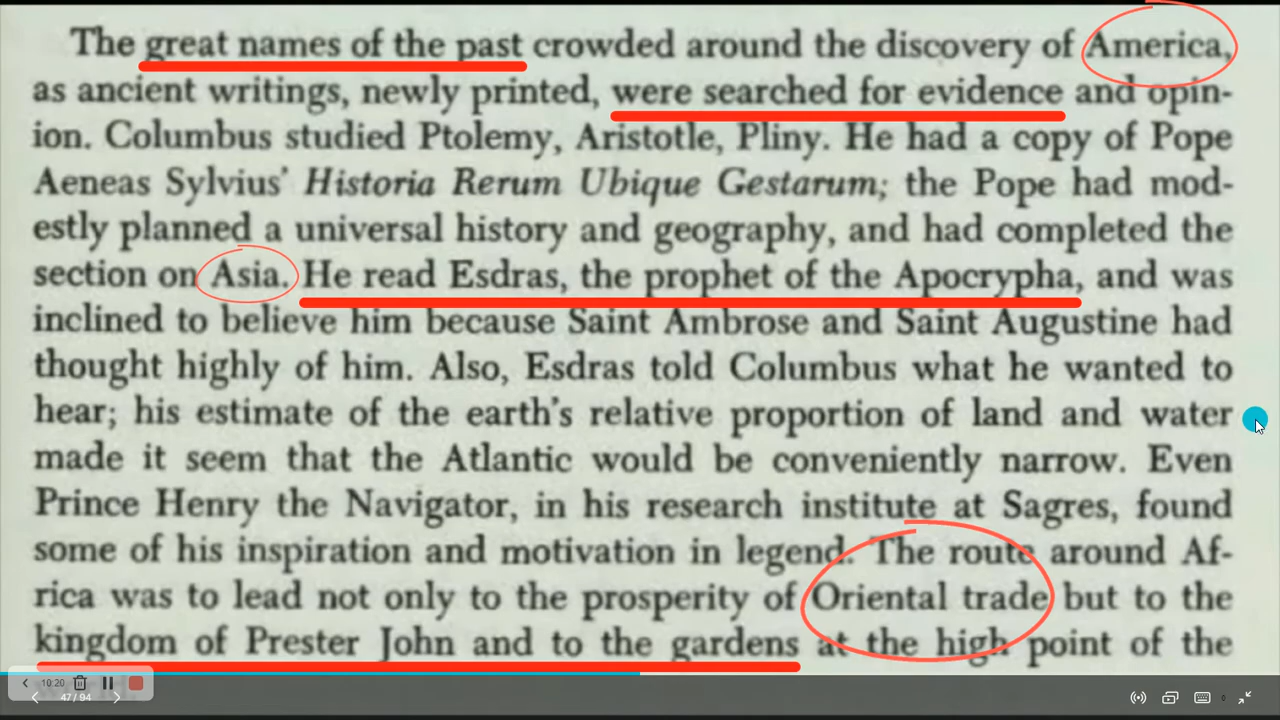 The great names of the past crowded around the discovery of America,
as ancient writings, newly printed, were searched for evidence and opin-
ion. Columbus studied Ptolemy, Aristotle, Pliny. He had a copy of Pope
Aeneas Sylvius' Historia Rerum Ubique Gestarum; the Pope had mod-
estly planned a universal history and geography, and had completed the
section on Asia. He read Esdras, the prophet of the Apocrypha, and was
inclined to believe him because Saint Ambrose and Saint Augustine had
thought highly of him. Also, Esdras told Columbus what he wanted to
hear; his estimate of the earth's relative proportion of land and water
made it seem that the Atlantic would be conveniently narrow. Even
Prince Henry the Navigator, in his research institute at Sagres, found
some of his inspiration and motivation in legend. The route around Af-
rica was to lead not only to the prosperity of Oriental trade but to the
kingdom of Prester John and to the gardens at the high point of the
10:20
47 / 94
0